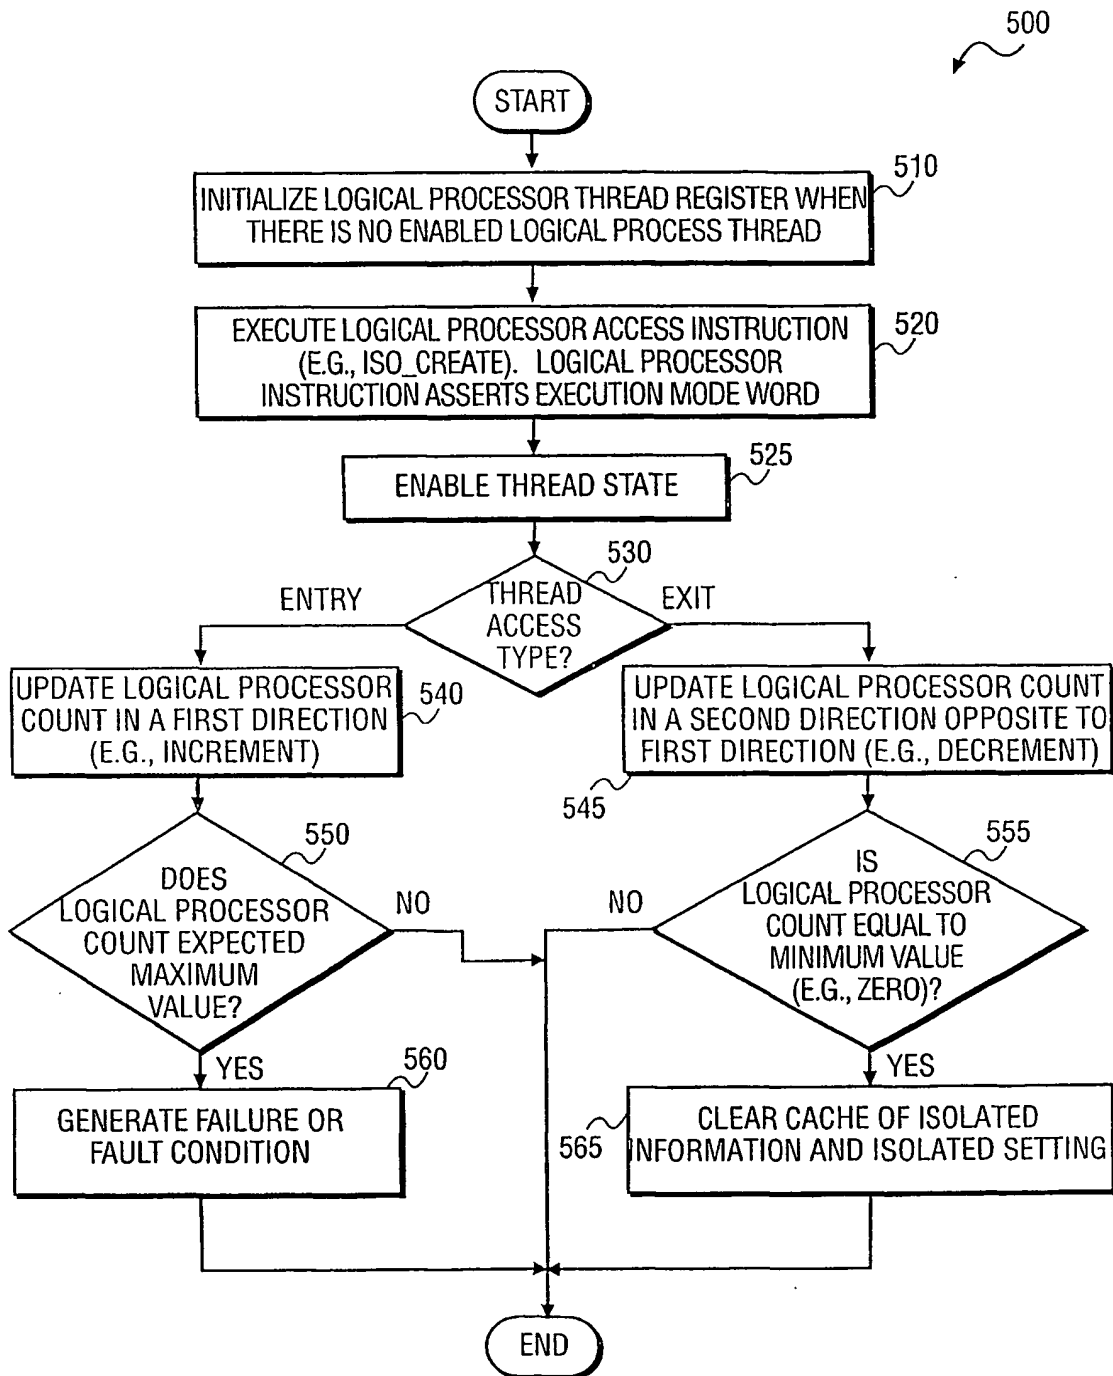 500
START
510
INITIALIZE LOGICAL PROCESSOR THREAD REGISTER WHEN
THERE IS NO ENABLED LOGICAL PROCESS THREAD
EXECUTE LOGICAL PROCESSOR ACCESS INSTRUCTION
(E.G., ISO_CREATE). LOGICAL PROCESSOR
INSTRUCTION ASSERTS EXECUTION MODE WORD
520
ENABLE THREAD STATE
525
530
THREAD
ACCESS
TYPE?
ENTRY
EXIT
UPDATE LOGICAL PROCESSOR
COUNT IN A FIRST DIRECTION
(E.G., INCREMENT)
540
UPDATE LOGICAL PROCESSOR COUNT
IN A SECOND DIRECTION OPPOSITE TO
FIRST DIRECTION (E.G., DECREMENT)
545
550
DOES
LOGICAL PROCESSOR
COUNT EXPECTED
MAXIMUM
VALUE?
NO
555
IS
LOGICAL PROCESSOR
COUNT EQUAL TO
MINIMUM VALUE
(E.G., ZERO)?
NO
YES
560
GENERATE FAILURE OR
FAULT CONDITION
YES
565
CLEAR CACHE OF ISOLATED
INFORMATION AND ISOLATED SETTING
END